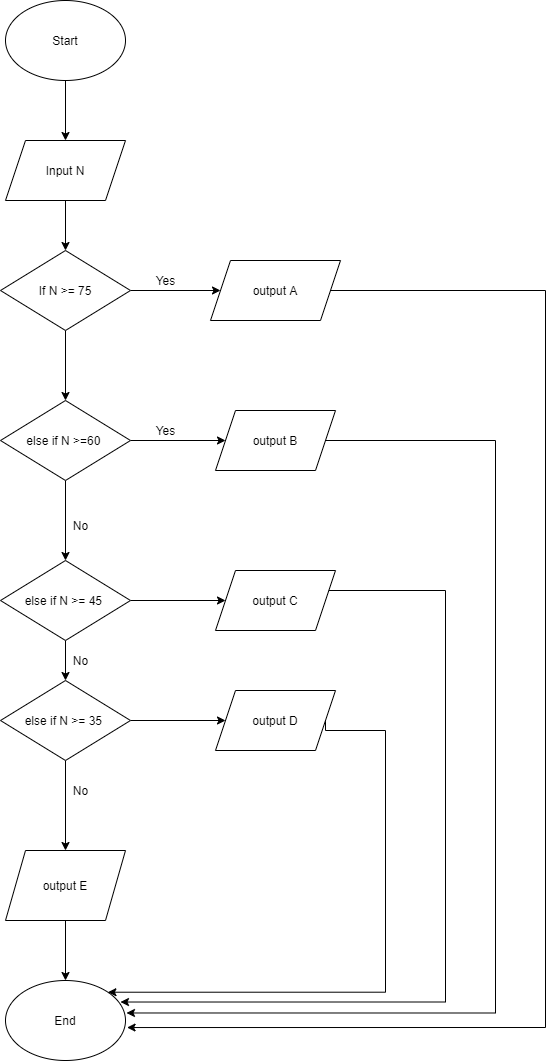 Start
Input N
If N >= 75
Yes
output A
else if N >=60
Yes
output B
No
else if N >= 45
output C
No
else if N >= 35
output D
No
output E
End